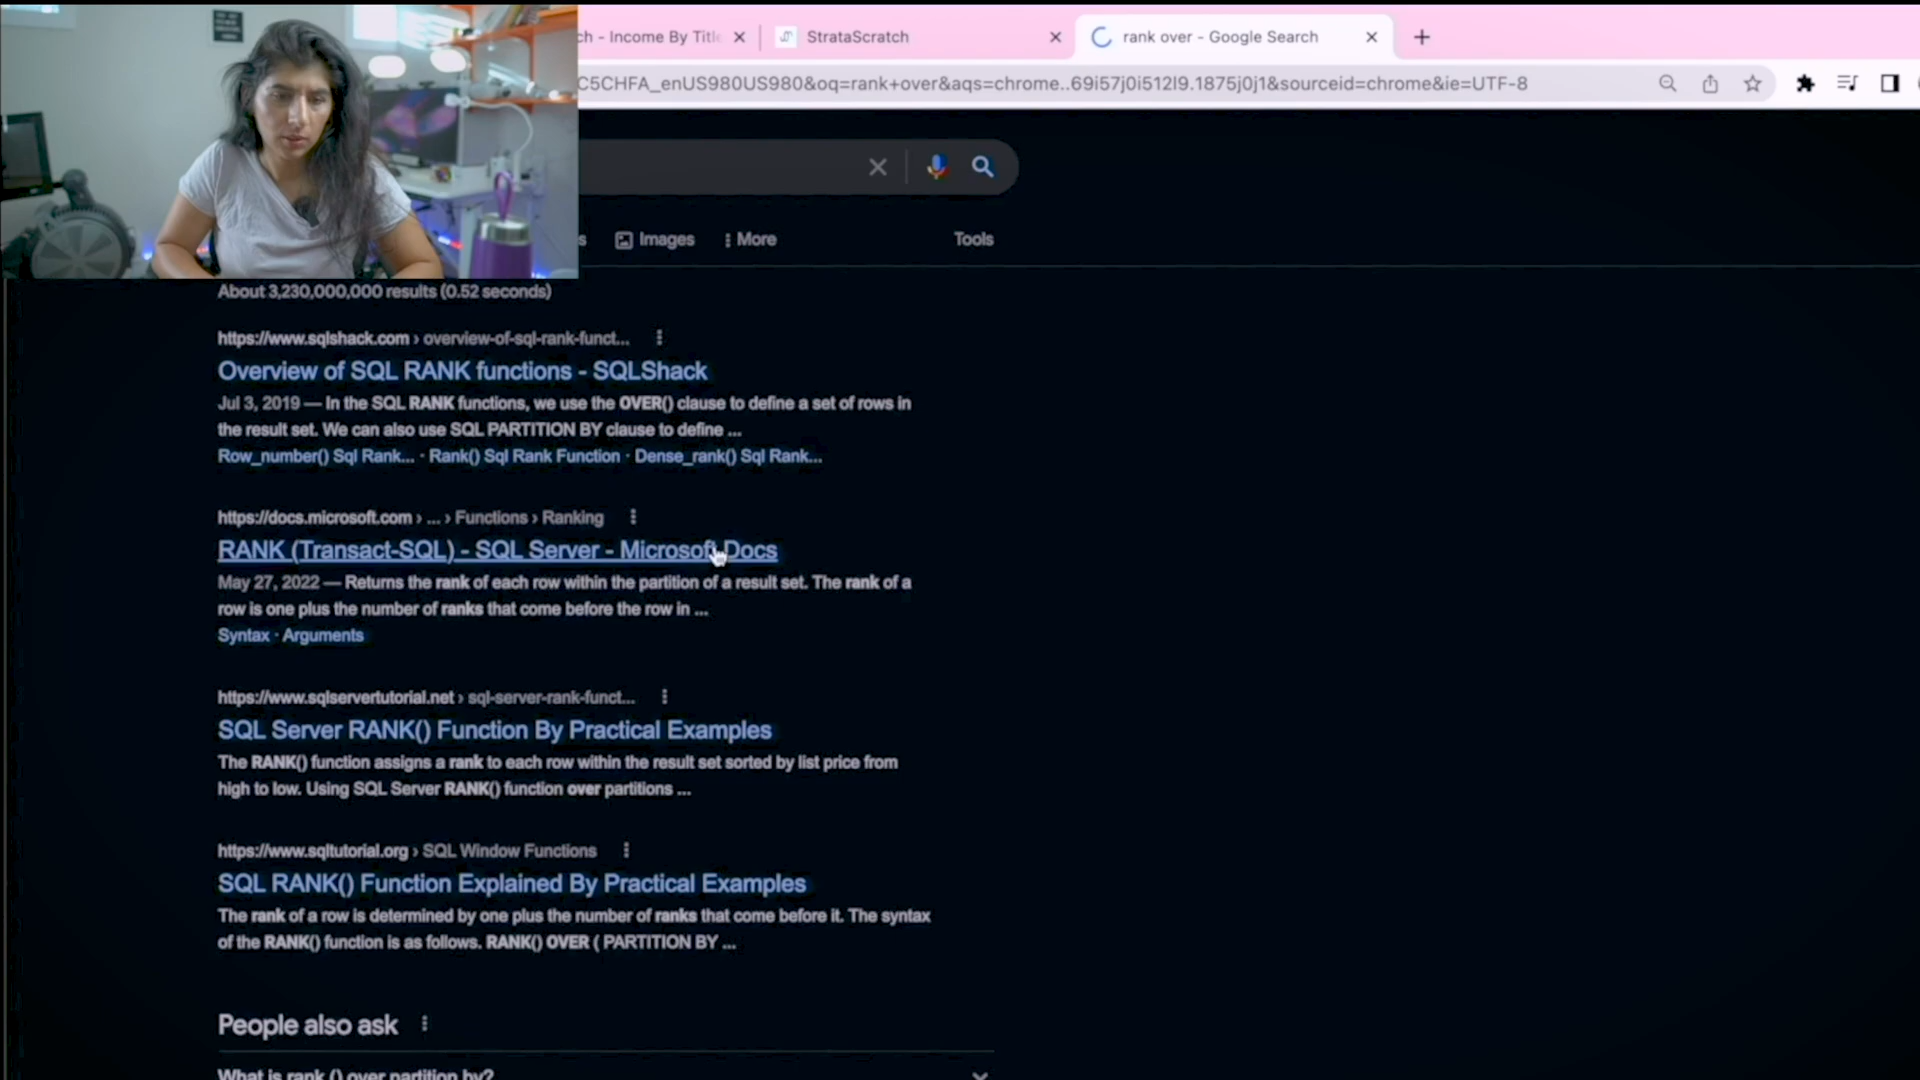 ch - Income By Title
StrataScratch
rank over - Google Search
C5CHFA_enUS980US980&oq=rank+over&aqs=chrome..69i57j0i512l9.1875j0j1&sourceid=chrome&ie=UTF-8
s
Images
More
Tools
About 3,230,000,000 results (0.52 seconds)
https://www.sqlshack.com › overview-of-sql-rank-funct...
Overview of SQL RANK functions - SQLShack
Jul 3, 2019 — In the SQL RANK functions, we use the OVER() clause to define a set of rows in
the result set. We can also use SQL PARTITION BY clause to define ...
Row_number() Sql Rank... · Rank() Sql Rank Function · Dense_rank() Sql Rank...
https://docs.microsoft.com › ... › Functions › Ranking
RANK (Transact-SQL) - SQL Server - Microsoft Docs
May 27, 2022 — Returns the rank of each row within the partition of a result set. The rank of a
row is one plus the number of ranks that come before the row in ...
Syntax · Arguments
https://www.sqlservertutorial.net › sql-server-rank-funct...
SQL Server RANK() Function By Practical Examples
The RANK() function assigns a rank to each row within the result set sorted by list price from
high to low. Using SQL Server RANK() function over partitions ...
https://www.sqltutorial.org › SQL Window Functions
SQL RANK() Function Explained By Practical Examples
The rank of a row is determined by one plus the number of ranks that come before it. The syntax
of the RANK() function is as follows. RANK() OVER ( PARTITION BY ...
People also ask
What is rank () over partition by?